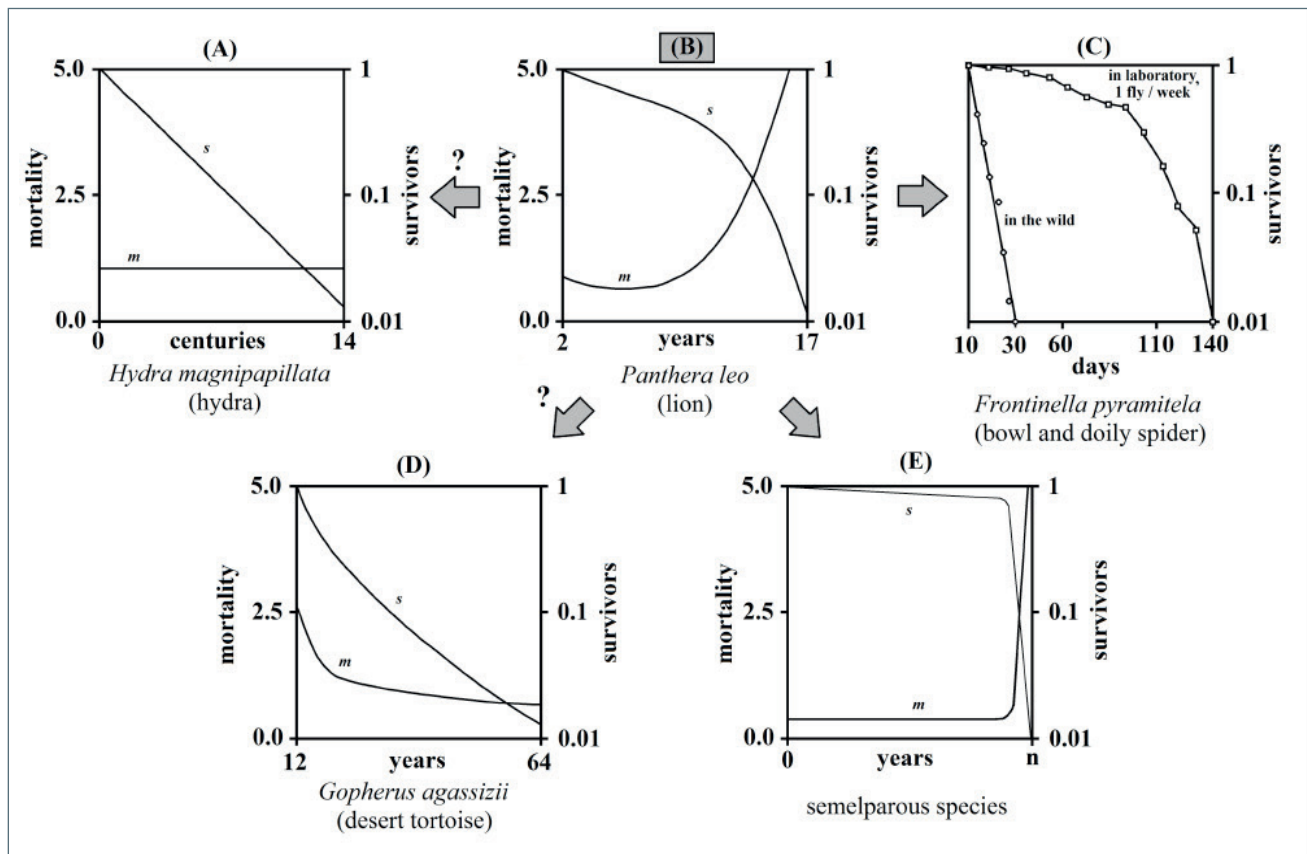 (A)
5.0
1
mortality
survivors
s
2.5
0.1
m
0.0
0.01
0
centuries
14
Hydra magnipapillata
(hydra)
?
(B)
5.0
1
mortality
survivors
s
2.5
0.1
m
0.0
0.01
2
years
17
Panthera leo
(lion)
(C)
1
in laboratory,
1 fly / week
0.1
survivors
in the wild
0.01
10
30
60
110
140
days
Frontinella pyramitela
(bowl and doily spider)
?
(D)
5.0
1
mortality
survivors
s
2.5
0.1
m
0.0
0.01
12
years
64
Gopherus agassizii
(desert tortoise)
(E)
5.0
1
mortality
survivors
s
2.5
0.1
m
0.0
0.01
0
years
n
semelparous species